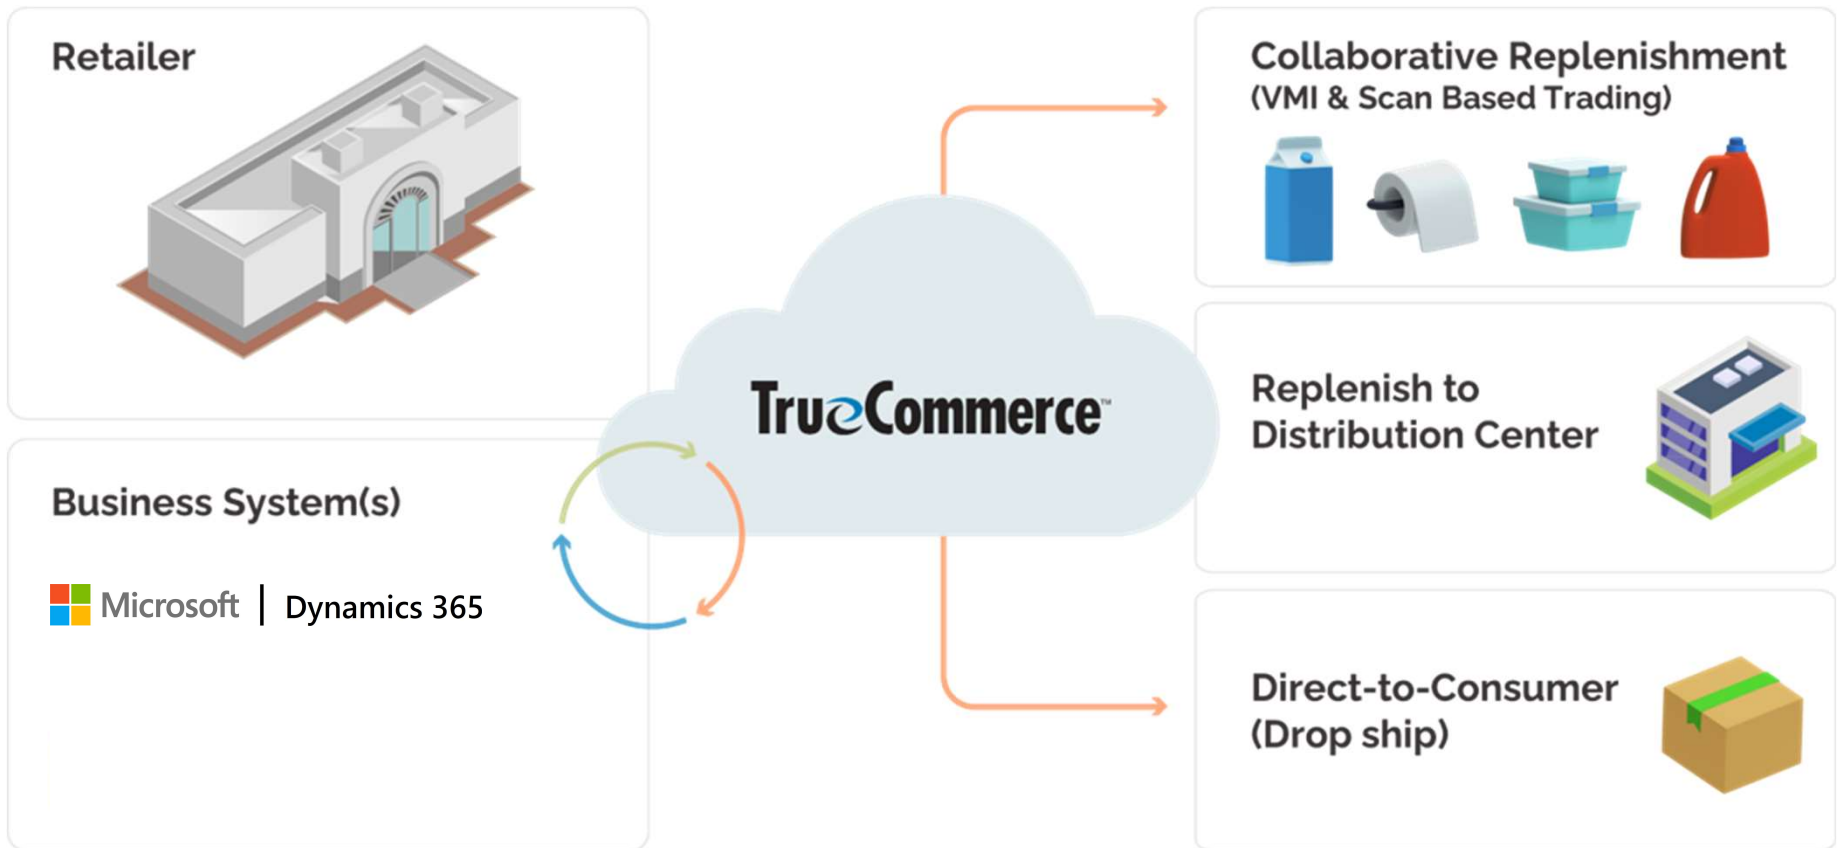 Retailer
Business System(s)
Microsoft | Dynamics 365
TrueCommerce™
Collaborative Replenishment
(VMI & Scan Based Trading)
Replenish to
Distribution Center
Direct-to-Consumer
(Drop ship)